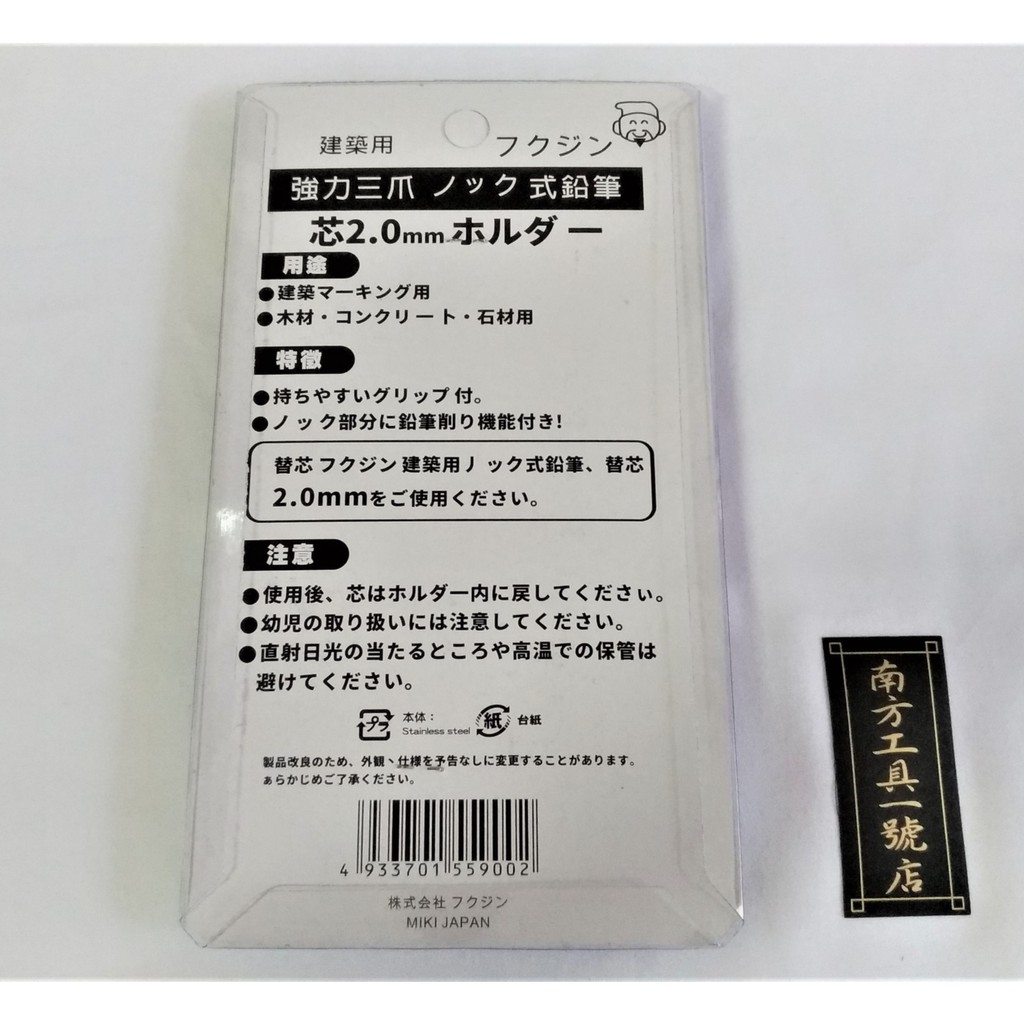 建築用
フクジン
強力三爪 ノック 式鉛筆
芯2.0mmホルダー
用途
●建築マーキング用
●木材・コンクリート・石材用
特徴
●持ちやすいグリップ付。
●ノック部分に鉛筆削り機能付き!
替芯 フクジン 建築用ノック式鉛筆、替芯
2.0mmをご使用ください。
注意
●使用後、芯はホルダー内に戻してください。
●幼児の取り扱いには注意してください。
●直射日光の当たるところや高温での保管は
避けてください。
プラ
本体：
Stainless steel
紙
台紙
製品改良のため、外観、仕様を予告なしに変更することがあります。
あらかじめご了承ください。
4 933701 559002
株式会社 フクジン
MIKI JAPAN
南方工具一號店